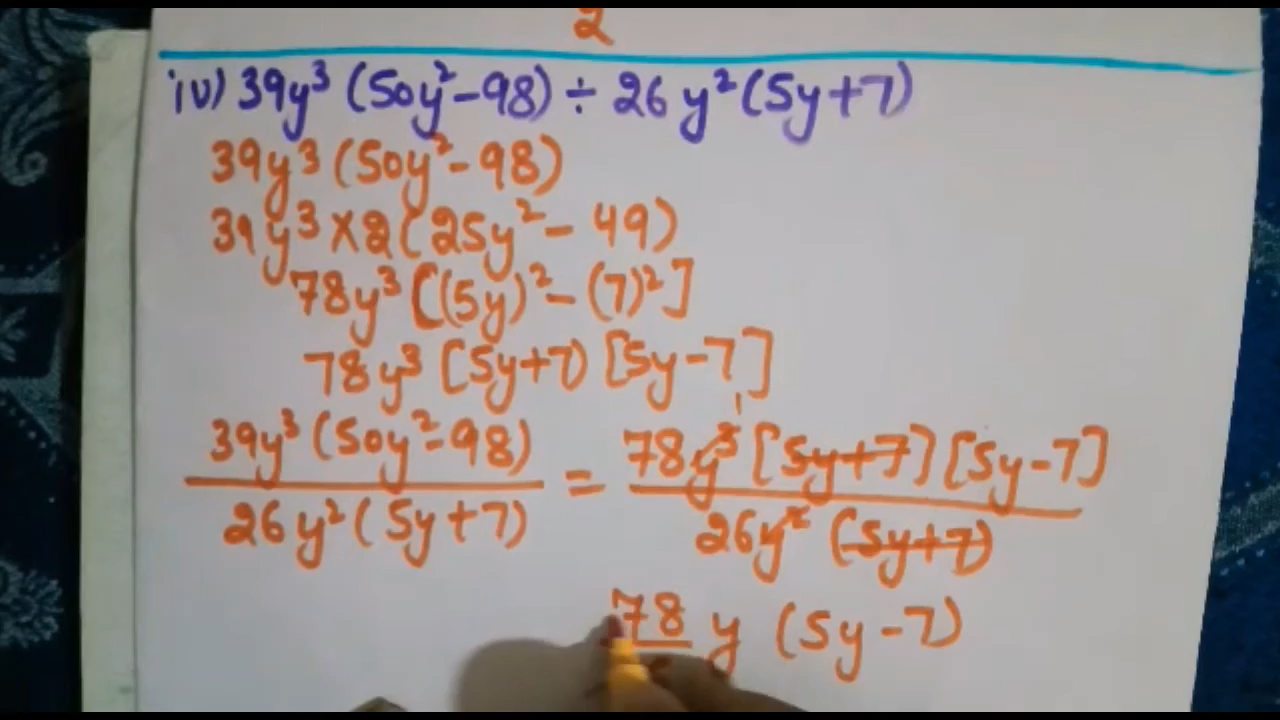 2
iv) 39y³ (50y²-98) ÷ 26 y² (5y+7)
39y³ (50y²-98)
39y³ × 2 (25y² - 49)
78y³ [(5y)² - (7)²]
78y³ [5y+7) [5y-7]
39y³ (50y²-98) / 26y² (5y+7) = 78y³ [5y+7] [5y-7] / 26y² (5y+7)
78 y (5y-7)